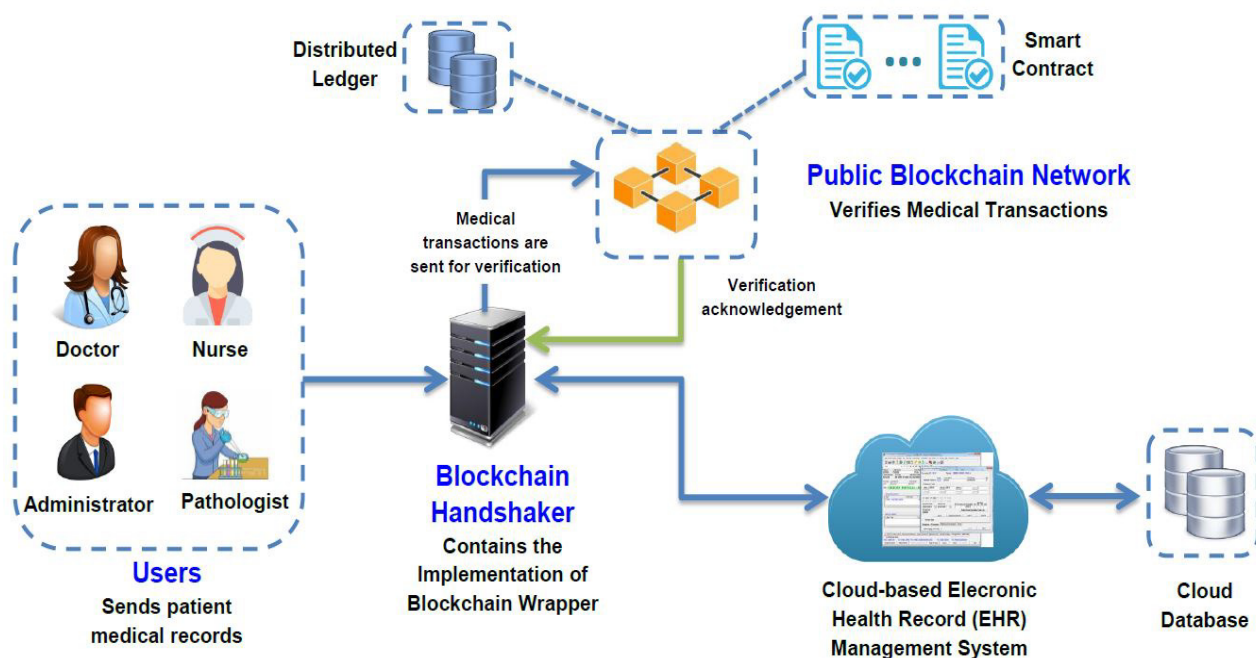 Distributed
Ledger
Smart
Contract
Public Blockchain Network
Verifies Medical Transactions
Medical
transactions are
sent for verification
Verification
acknowledgement
Doctor
Nurse
Administrator
Pathologist
Users
Sends patient
medical records
Blockchain
Handshaker
Contains the
Implementation of
Blockchain Wrapper
Cloud-based Elecronic
Health Record (EHR)
Management System
Cloud
Database